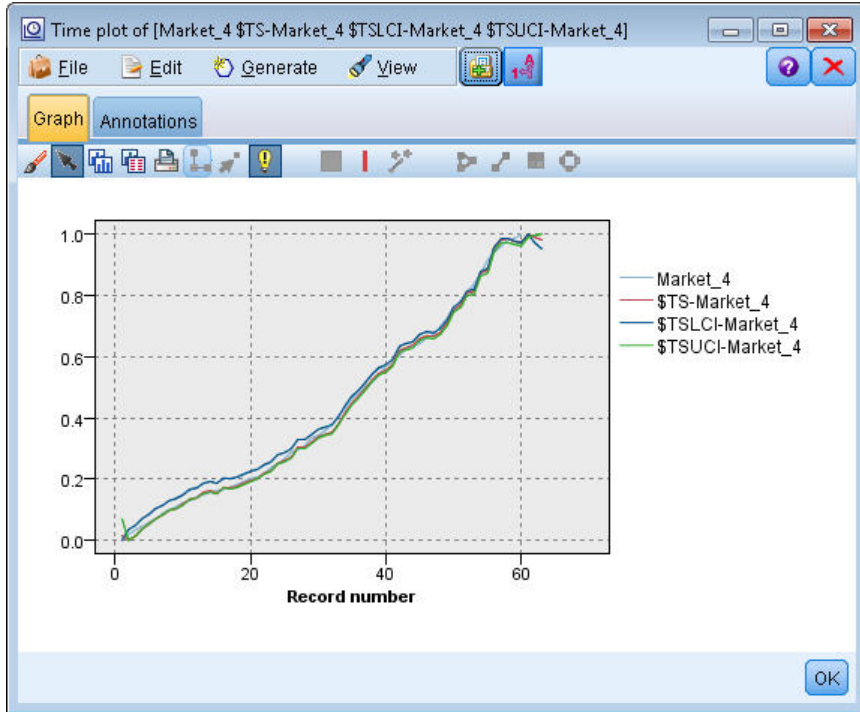 Time plot of [Market_4 $TS-Market_4 $TSLCI-Market_4 $TSUCI-Market_4]
File Edit Generate View
Graph Annotations
1.0
0.8
0.6
0.4
0.2
0.0
0 20 40 60
Record number
Market_4
$TS-Market_4
$TSLCI-Market_4
$TSUCI-Market_4
OK